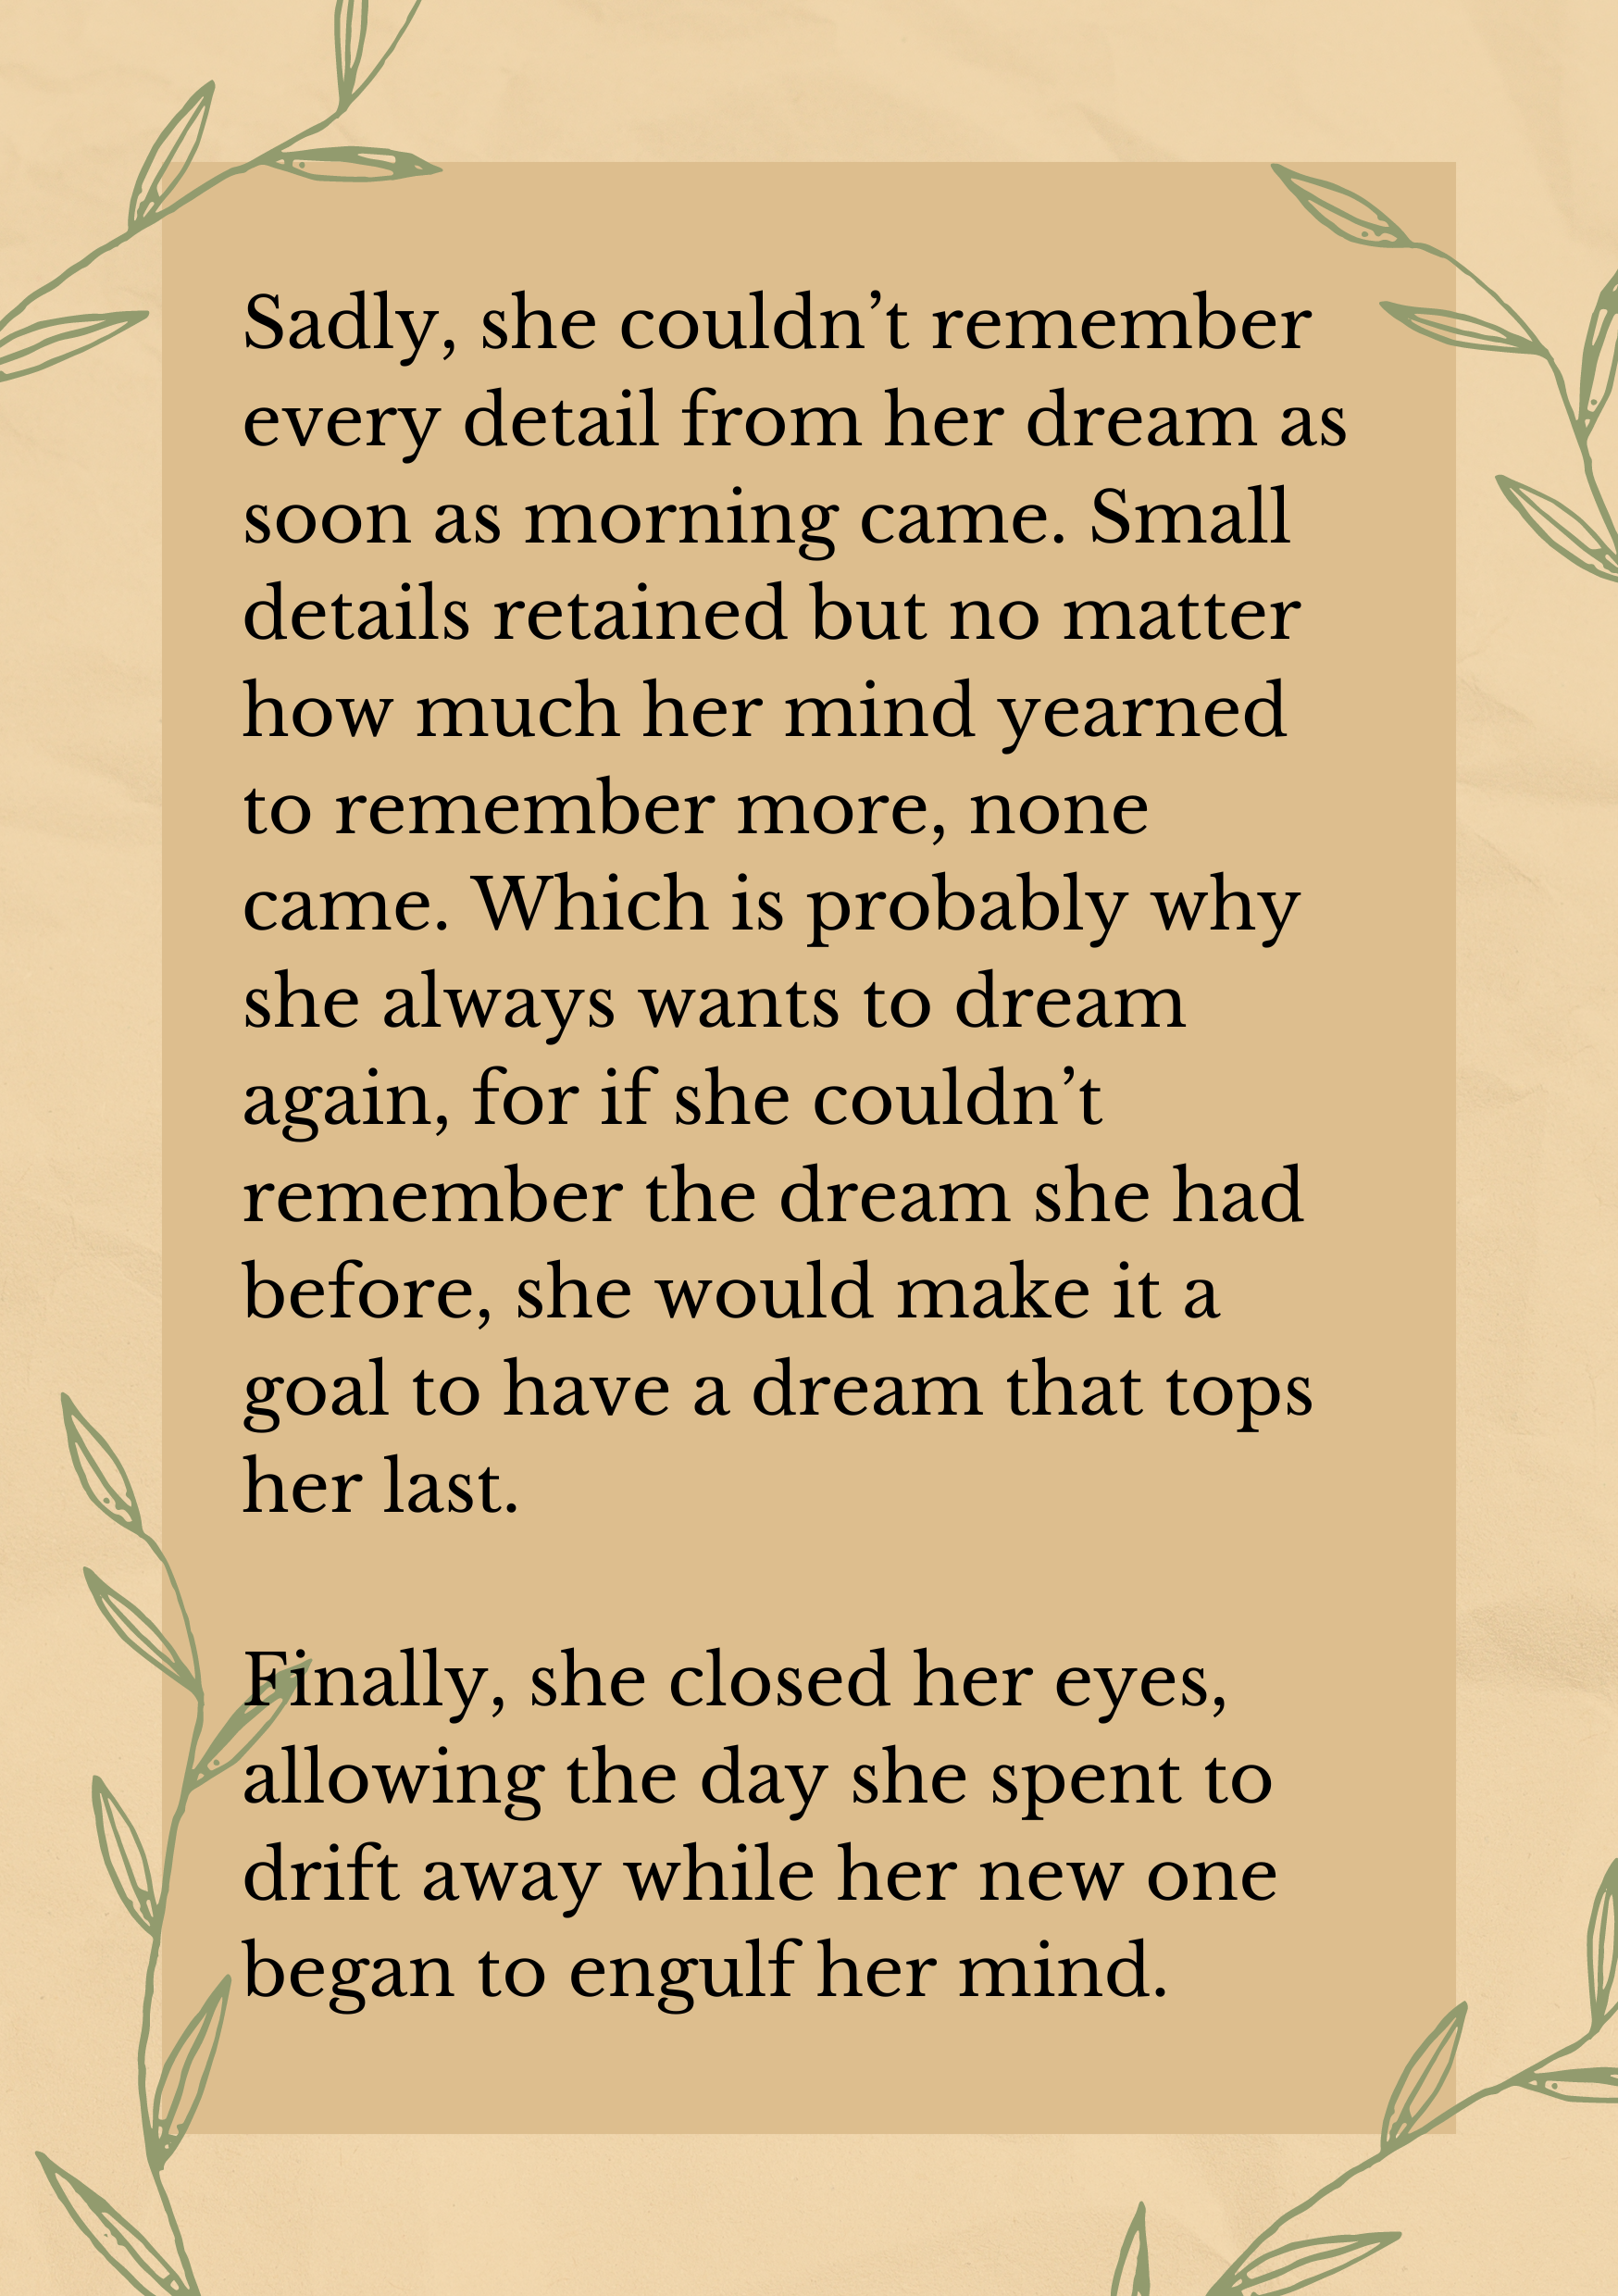 Sadly, she couldn’t remember
every detail from her dream as
soon as morning came. Small
details retained but no matter
how much her mind yearned
to remember more, none
came. Which is probably why
she always wants to dream
again, for if she couldn’t
remember the dream she had
before, she would make it a
goal to have a dream that tops
her last.
Finally, she closed her eyes,
allowing the day she spent to
drift away while her new one
began to engulf her mind.